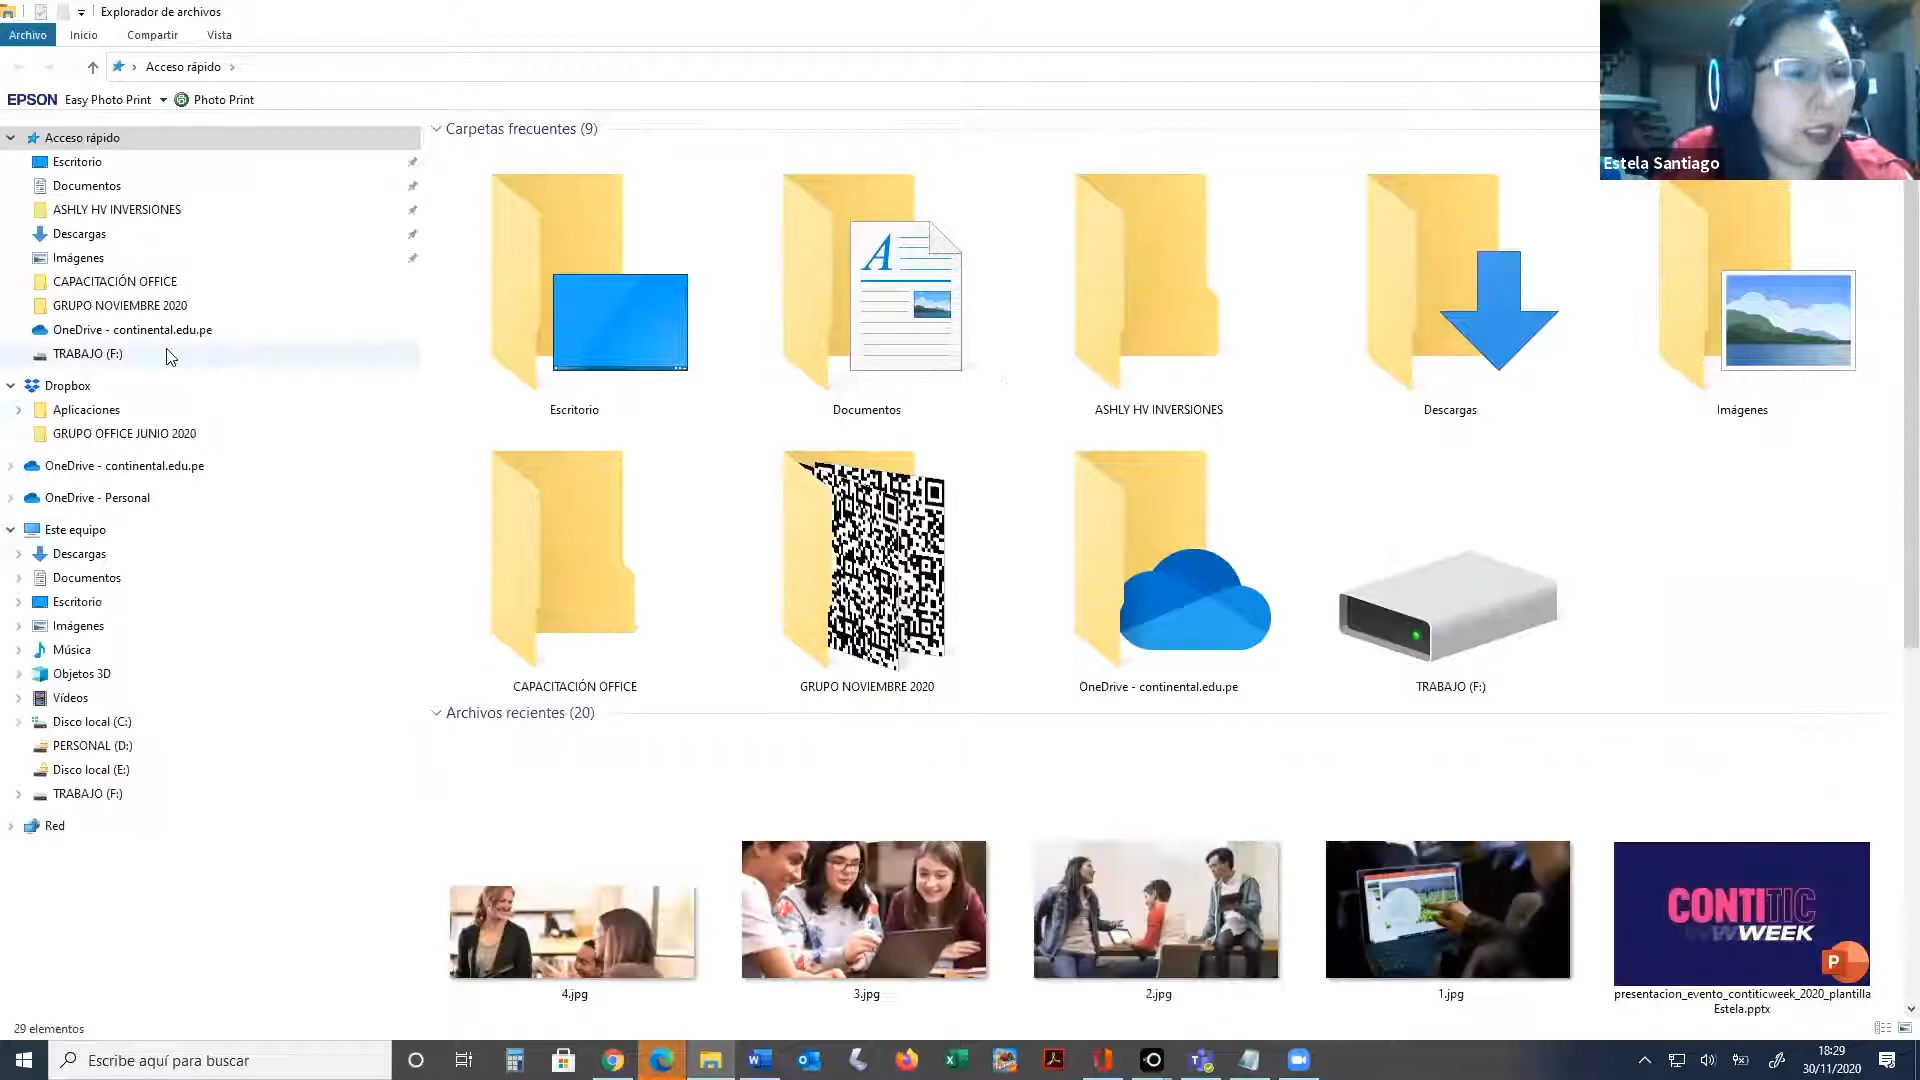 Explorador de archivos
Archivo Inicio Compartir Vista
Acceso rápido
EPSON Easy Photo Print Photo Print
Acceso rápido
Escritorio
Documentos
ASHLY HV INVERSIONES
Descargas
Imágenes
CAPACITACIÓN OFFICE
GRUPO NOVIEMBRE 2020
OneDrive - continental.edu.pe
TRABAJO (F:)
Dropbox
Aplicaciones
GRUPO OFFICE JUNIO 2020
OneDrive - continental.edu.pe
OneDrive - Personal
Este equipo
Descargas
Documentos
Escritorio
Imágenes
Música
Objetos 3D
Vídeos
Disco local (C:)
PERSONAL (D:)
Disco local (E:)
TRABAJO (F:)
Red
Carpetas frecuentes (9)
Escritorio
Documentos
ASHLY HV INVERSIONES
Descargas
Imágenes
CAPACITACIÓN OFFICE
GRUPO NOVIEMBRE 2020
OneDrive - continental.edu.pe
TRABAJO (F:)
Archivos recientes (20)
CONTITIC
WEEK
P
4.jpg
3.jpg
2.jpg
1.jpg
presentacion_evento_contiticweek_2020_plantilla
Estela.pptx
Estela Santiago
29 elementos
Escribe aquí para buscar
18:29
30/11/2020